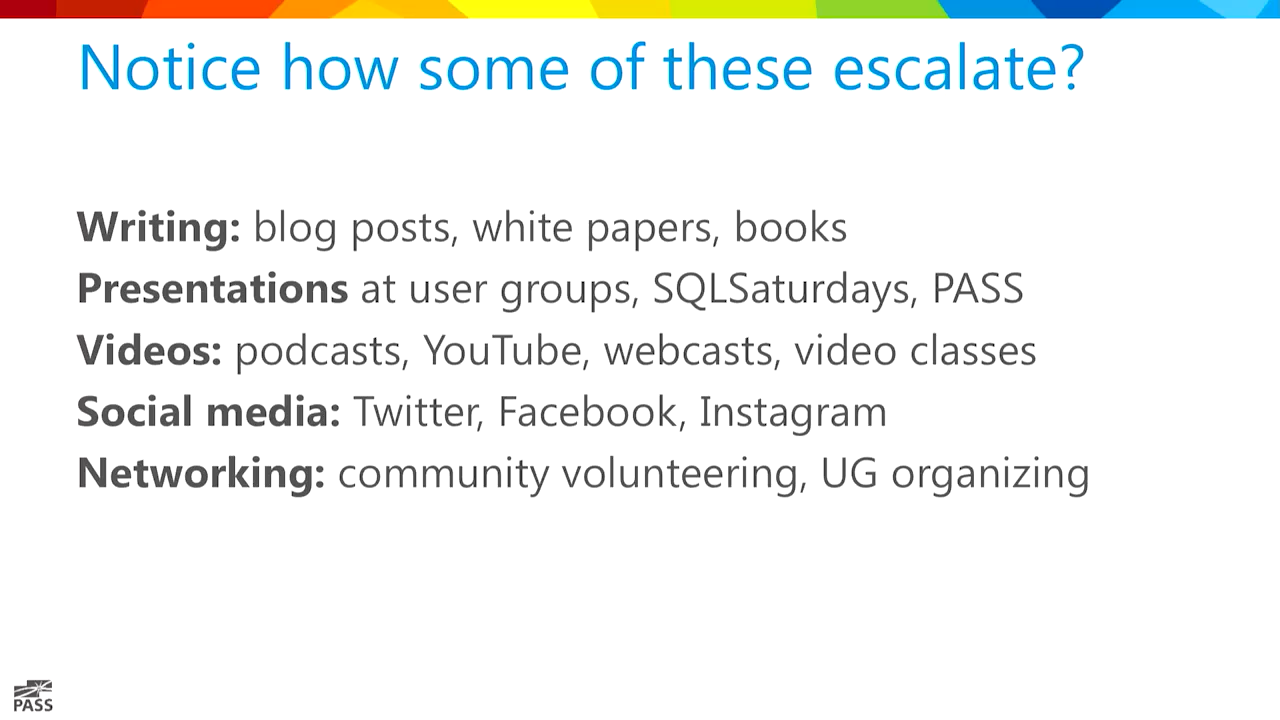 Notice how some of these escalate?
Writing: blog posts, white papers, books
Presentations at user groups, SQLSaturdays, PASS
Videos: podcasts, YouTube, webcasts, video classes
Social media: Twitter, Facebook, Instagram
Networking: community volunteering, UG organizing
PASS